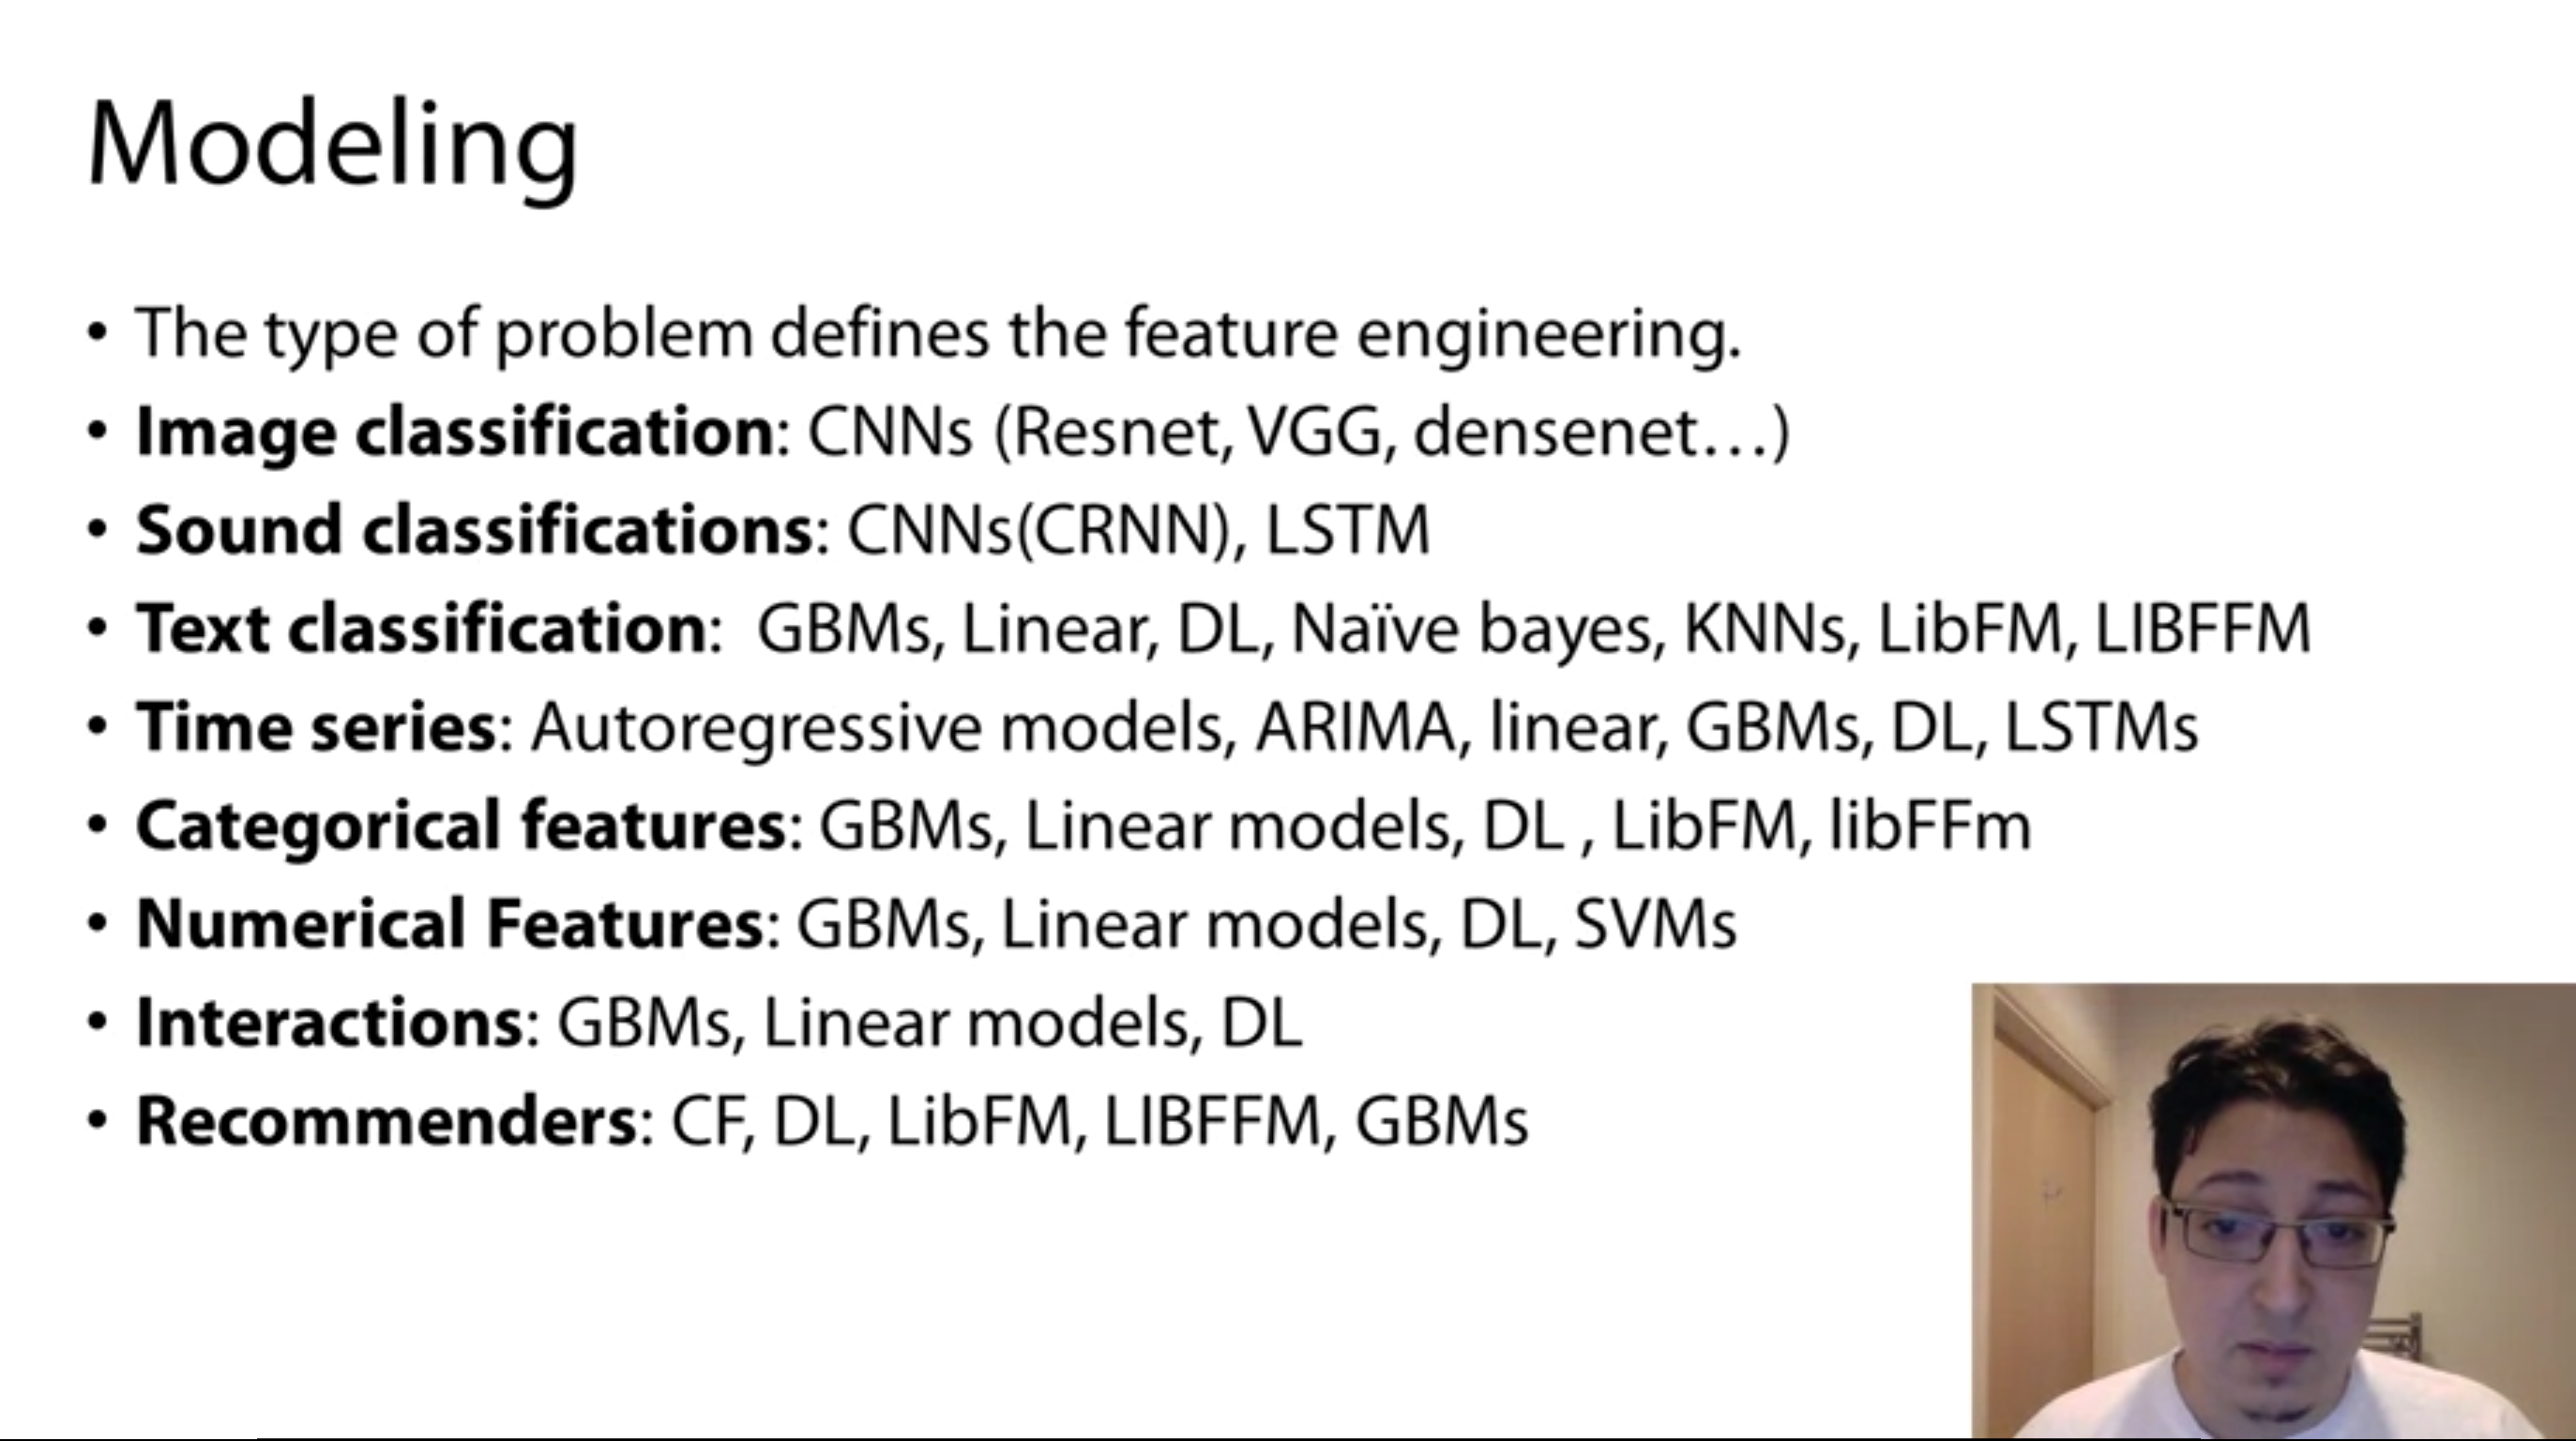 Modeling
• The type of problem defines the feature engineering.
• Image classification: CNNs (Resnet, VGG, densenet…)
• Sound classifications: CNNs(CRNN), LSTM
• Text classification:  GBMs, Linear, DL, Naïve bayes, KNNs, LibFM, LIBFFM
• Time series: Autoregressive models, ARIMA, linear, GBMs, DL, LSTMs
• Categorical features: GBMs, Linear models, DL , LibFM, libFFm
• Numerical Features: GBMs, Linear models, DL, SVMs
• Interactions: GBMs, Linear models, DL
• Recommenders: CF, DL, LibFM, LIBFFM, GBMs